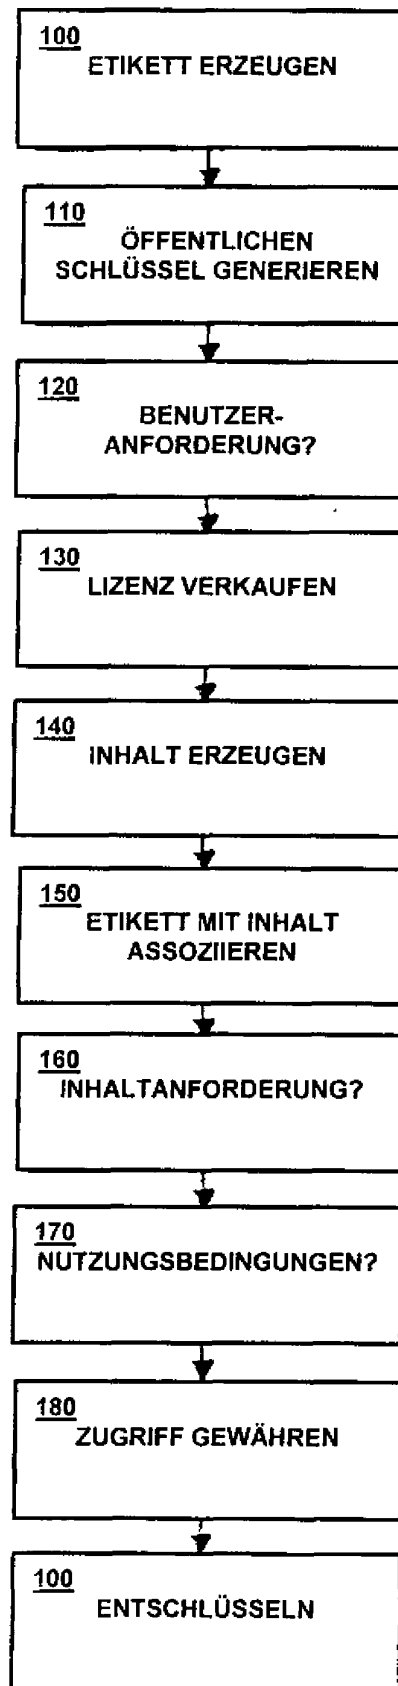 100
ETIKETT ERZEUGEN
110
ÖFFENTLICHEN
SCHLÜSSEL GENERIEREN
120
BENUTZER-
ANFORDERUNG?
130
LIZENZ VERKAUFEN
140
INHALT ERZEUGEN
150
ETIKETT MIT INHALT
ASSOZIIEREN
160
INHALTANFORDERUNG?
170
NUTZUNGSBEDINGUNGEN?
180
ZUGRIFF GEWÄHREN
100
ENTSCHLÜSSELN